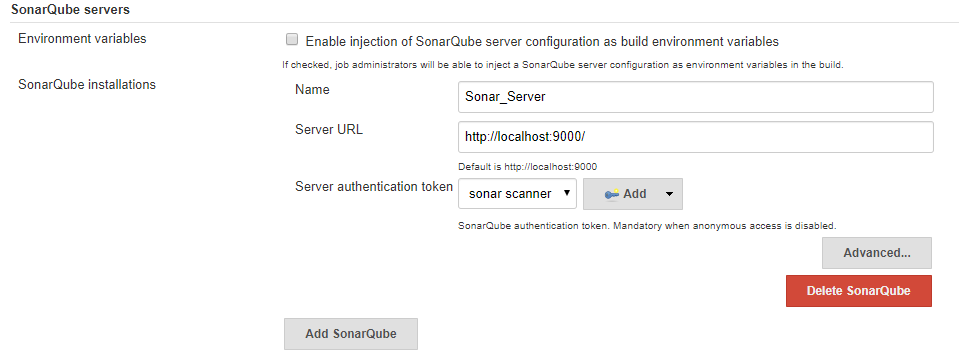 SonarQube servers
Environment variables
Enable injection of SonarQube server configuration as build environment variables
If checked, job administrators will be able to inject a SonarQube server configuration as environment variables in the build.
SonarQube installations
Name
Sonar_Server
Server URL
http://localhost:9000/
Default is http://localhost:9000
Server authentication token
sonar scanner
Add
SonarQube authentication token. Mandatory when anonymous access is disabled.
Advanced...
Delete SonarQube
Add SonarQube